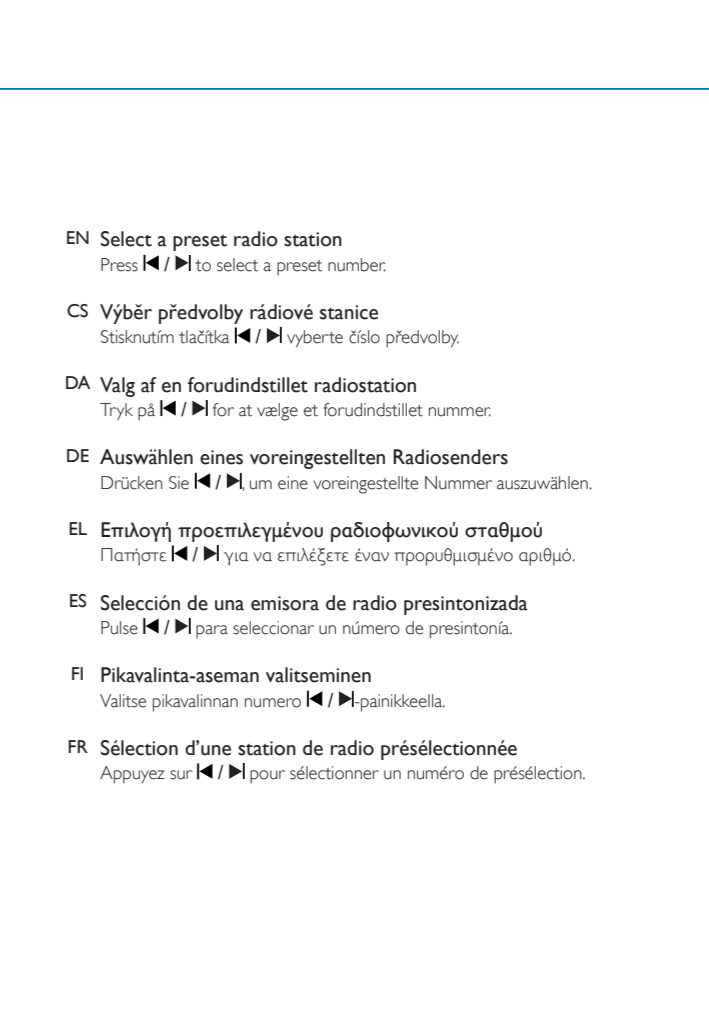 EN Select a preset radio station
Press ⏮ / ⏭ to select a preset number.
CS Výběr předvolby rádiové stanice
Stisknutím tlačítka ⏮ / ⏭ vyberte číslo předvolby.
DA Valg af en forudindstillet radiostation
Tryk på ⏮ / ⏭ for at vælge et forudindstillet nummer.
DE Auswählen eines voreingestellten Radiosenders
Drücken Sie ⏮ / ⏭, um eine voreingestellte Nummer auszuwählen.
EL Επιλογή προεπιλεγμένου ραδιοφωνικού σταθμού
Πατήστε ⏮ / ⏭ για να επιλέξετε έναν προρυθμισμένο αριθμό.
ES Selección de una emisora de radio presintonizada
Pulse ⏮ / ⏭ para seleccionar un número de presintonía.
FI Pikavalinta-aseman valitseminen
Valitse pikavalinnan numero ⏮ / ⏭-painikkeella.
FR Sélection d’une station de radio présélectionnée
Appuyez sur ⏮ / ⏭ pour sélectionner un numéro de présélection.